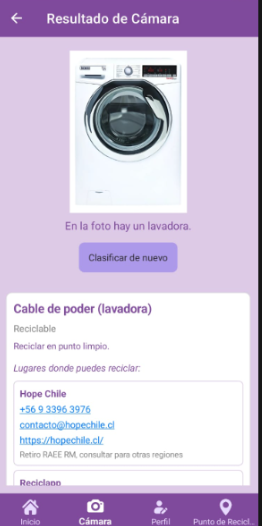 Resultado de Cámara
En la foto hay un lavadora.
Clasificar de nuevo
Cable de poder (lavadora)
Reciclable
Reciclar en punto limpio.
Lugares donde puedes reciclar:
Hope Chile
+56 9 3396 3976
contacto@hopechile.cl
https://hopechile.cl/
Retiro RAEE RM, consultar para otras regiones
Reciclapp
Inicio
Cámara
Perfil
Punto de Recicl...